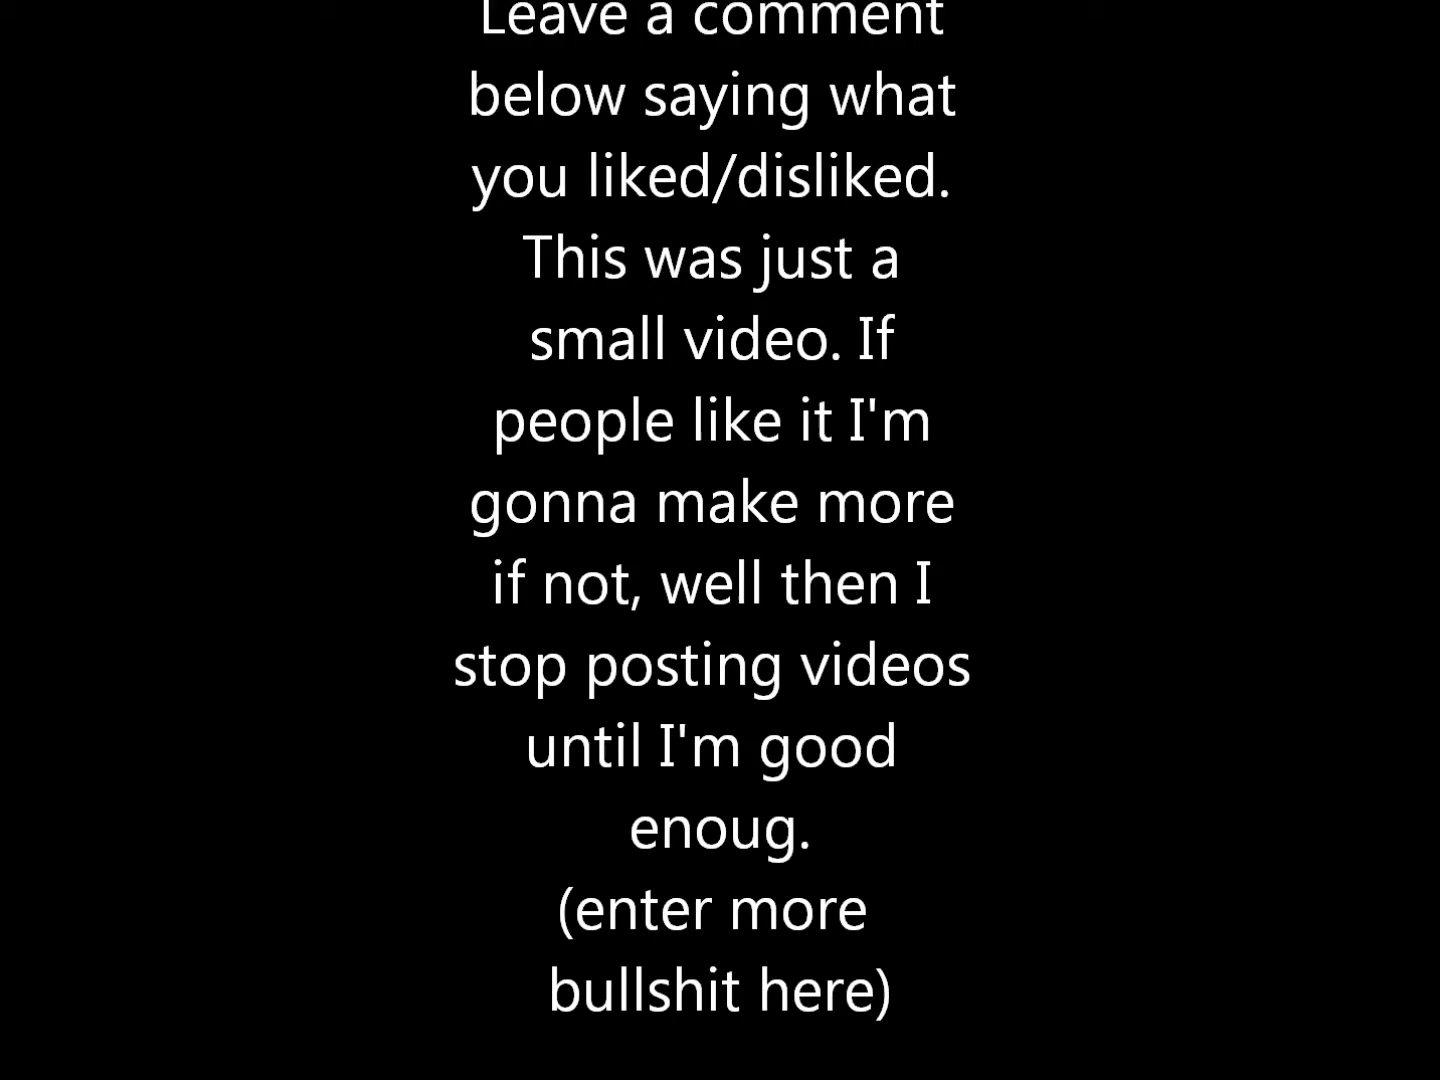 Leave a comment
below saying what
you liked/disliked.
This was just a
small video. If
people like it I'm
gonna make more
if not, well then I
stop posting videos
until I'm good
enoug.
(enter more
bullshit here)